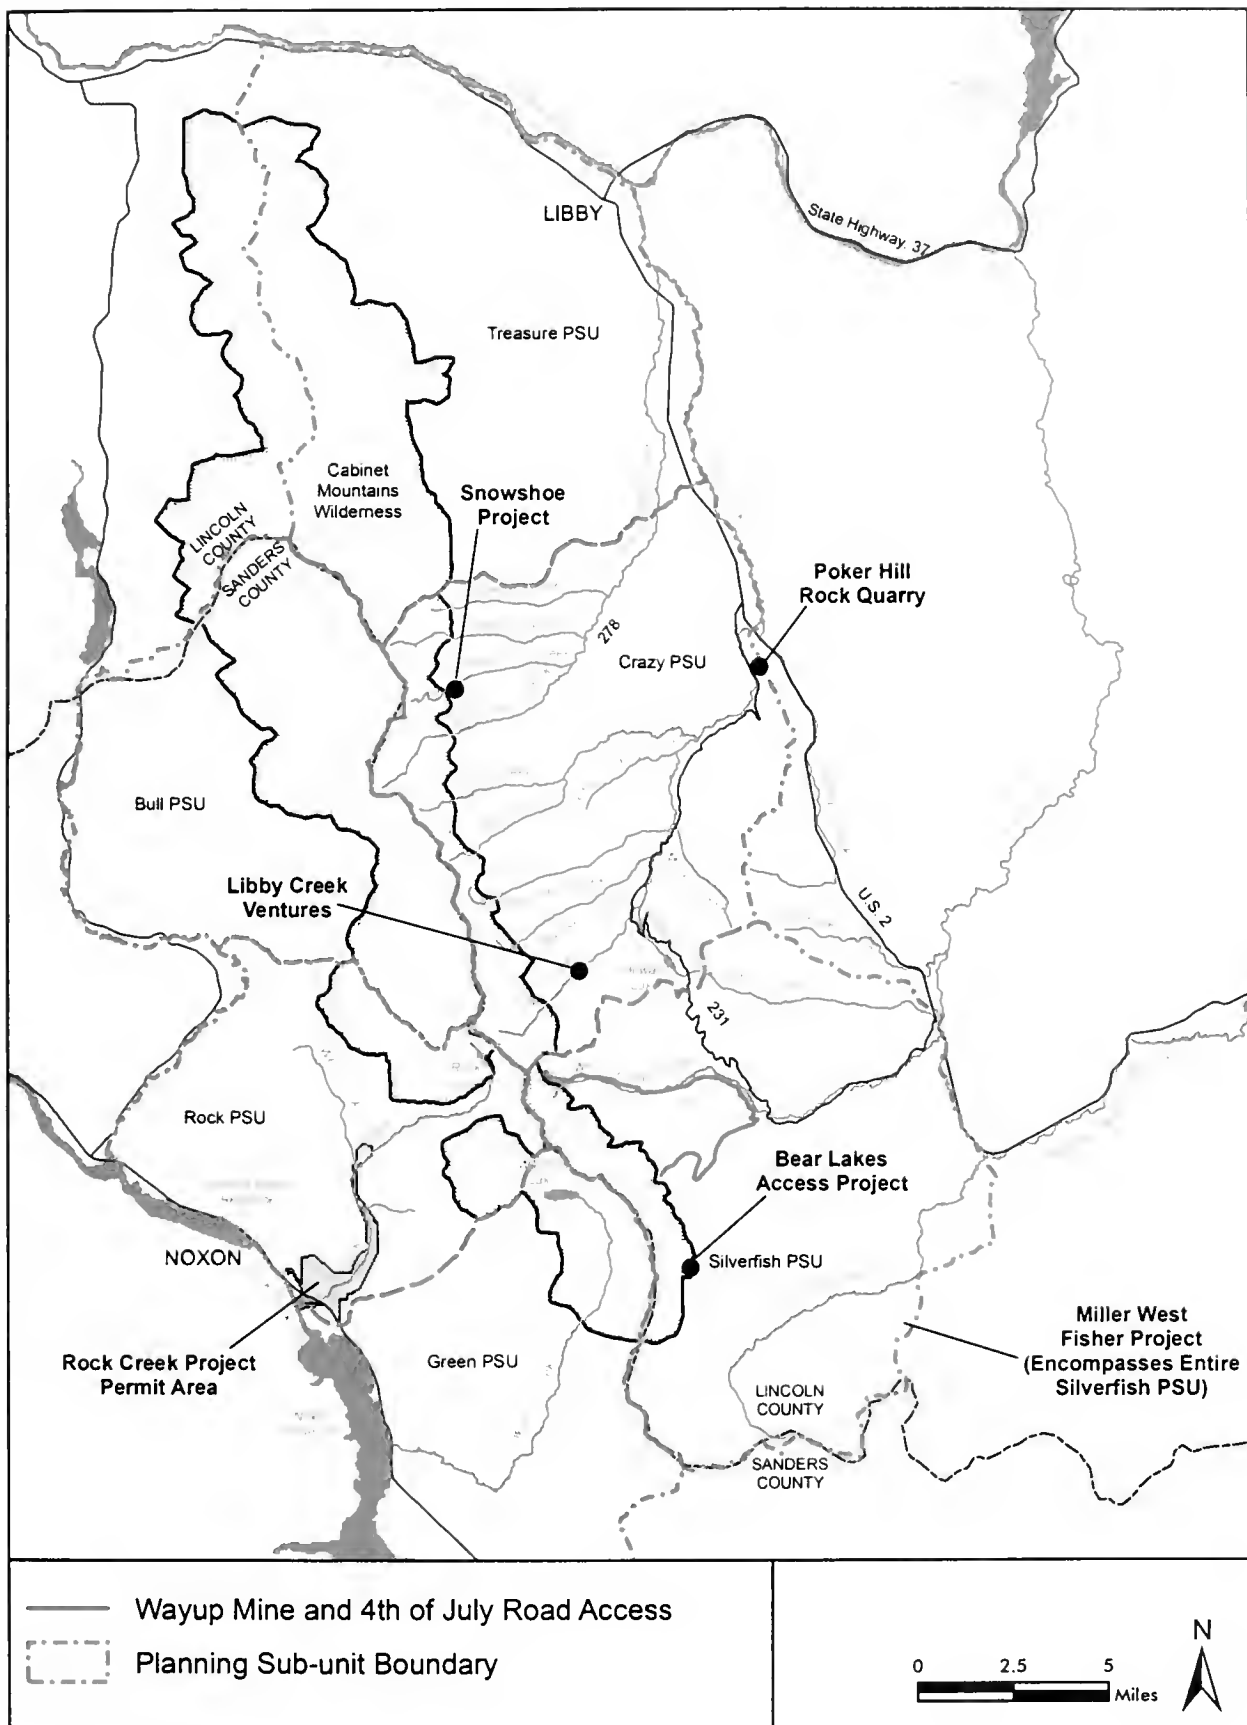 LIBBY
State Highway 37
Treasure PSU
Cabinet
Mountains
Wilderness
Snowshoe
Project
LINCOLN
COUNTY
SANDERS
COUNTY
Poker Hill
Rock Quarry
278
Crazy PSU
Bull PSU
Libby Creek
Ventures
U.S. 2
231
Rock PSU
Bear Lakes
Access Project
NOXON
Silverfish PSU
Miller West
Fisher Project
(Encompasses Entire
Silverfish PSU)
Rock Creek Project
Permit Area
Green PSU
LINCOLN
COUNTY
SANDERS
COUNTY
Wayup Mine and 4th of July Road Access
Planning Sub-unit Boundary
N
0 2.5 5
Miles